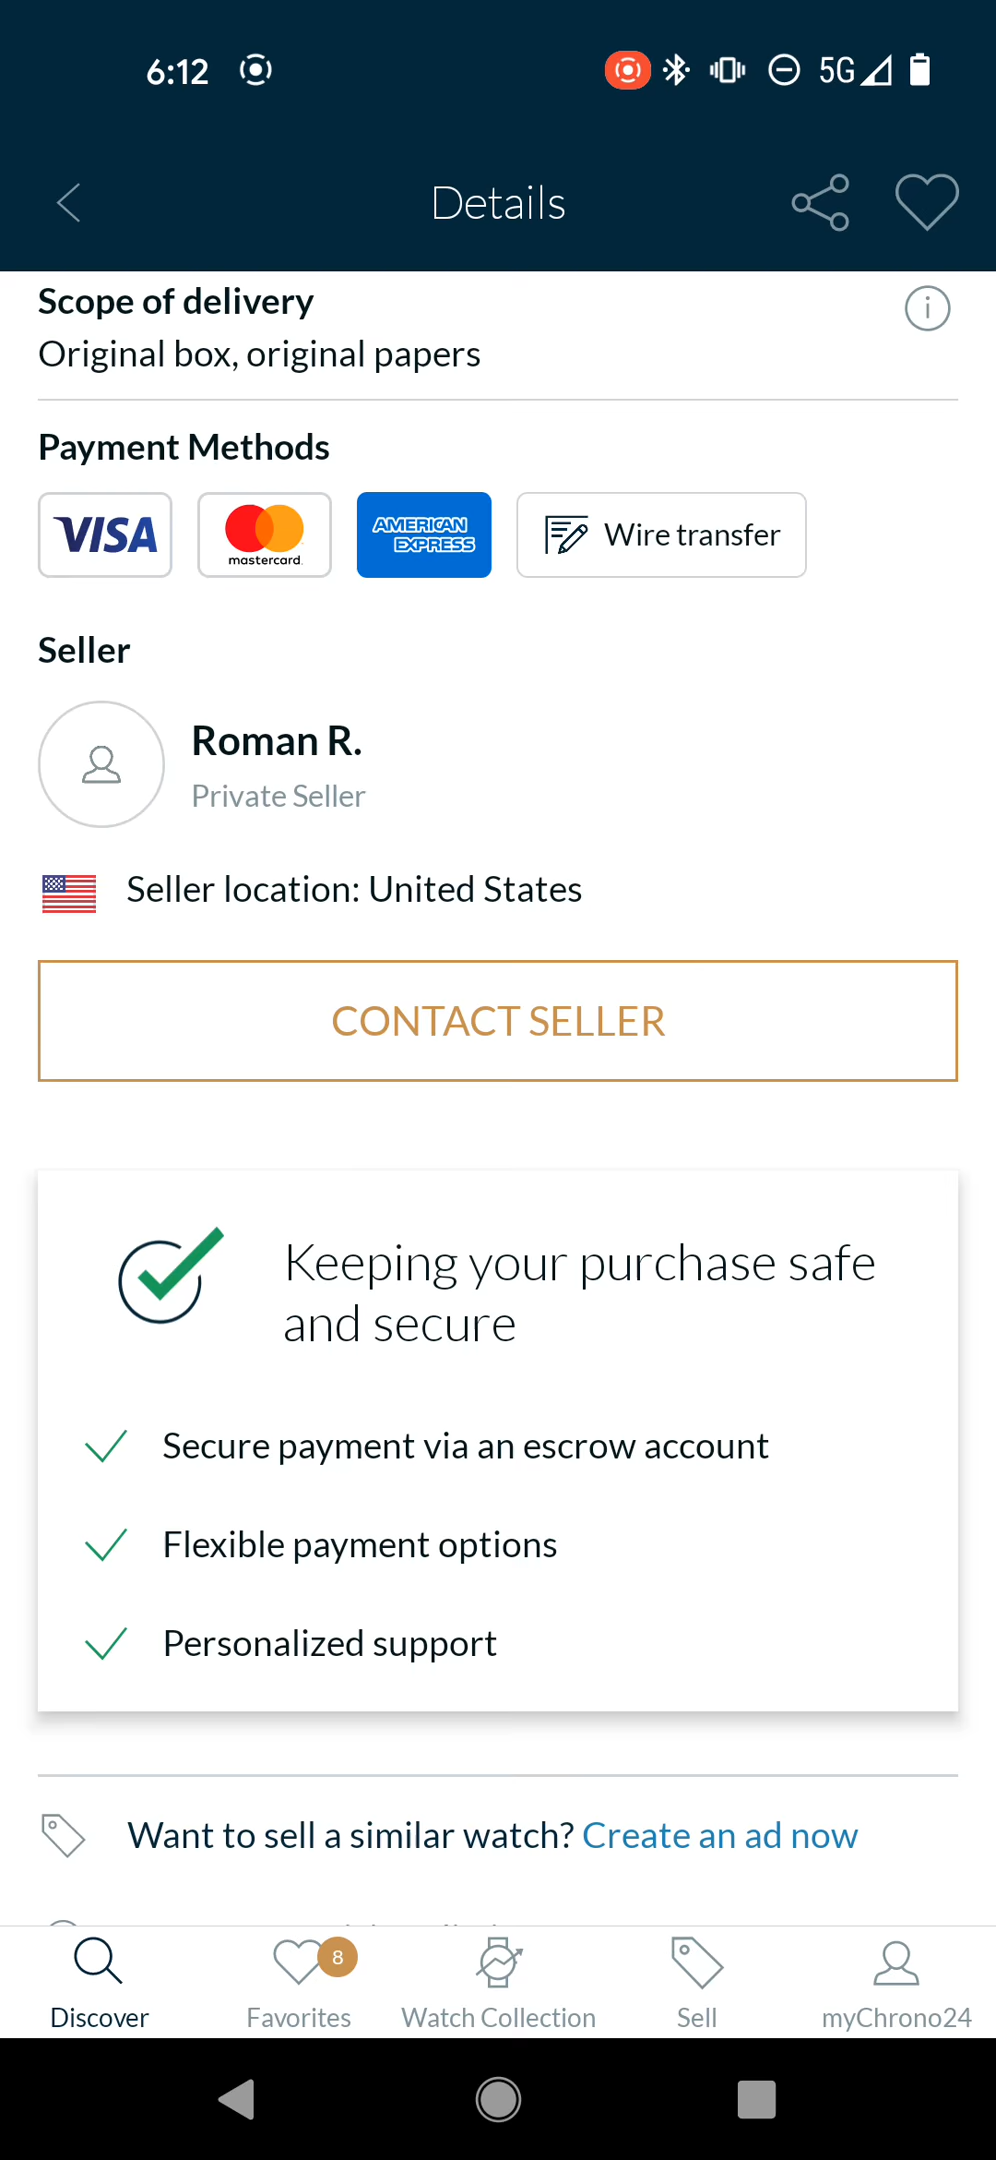 6:12
5G
Details
Scope of delivery
Original box, original papers
Payment Methods
VISA
mastercard
AMERICAN
EXPRESS
Wire transfer
Seller
Roman R.
Private Seller
Seller location: United States
CONTACT SELLER
Keeping your purchase safe
and secure
Secure payment via an escrow account
Flexible payment options
Personalized support
Want to sell a similar watch? Create an ad now
8
Discover
Favorites
Watch Collection
Sell
myChrono24